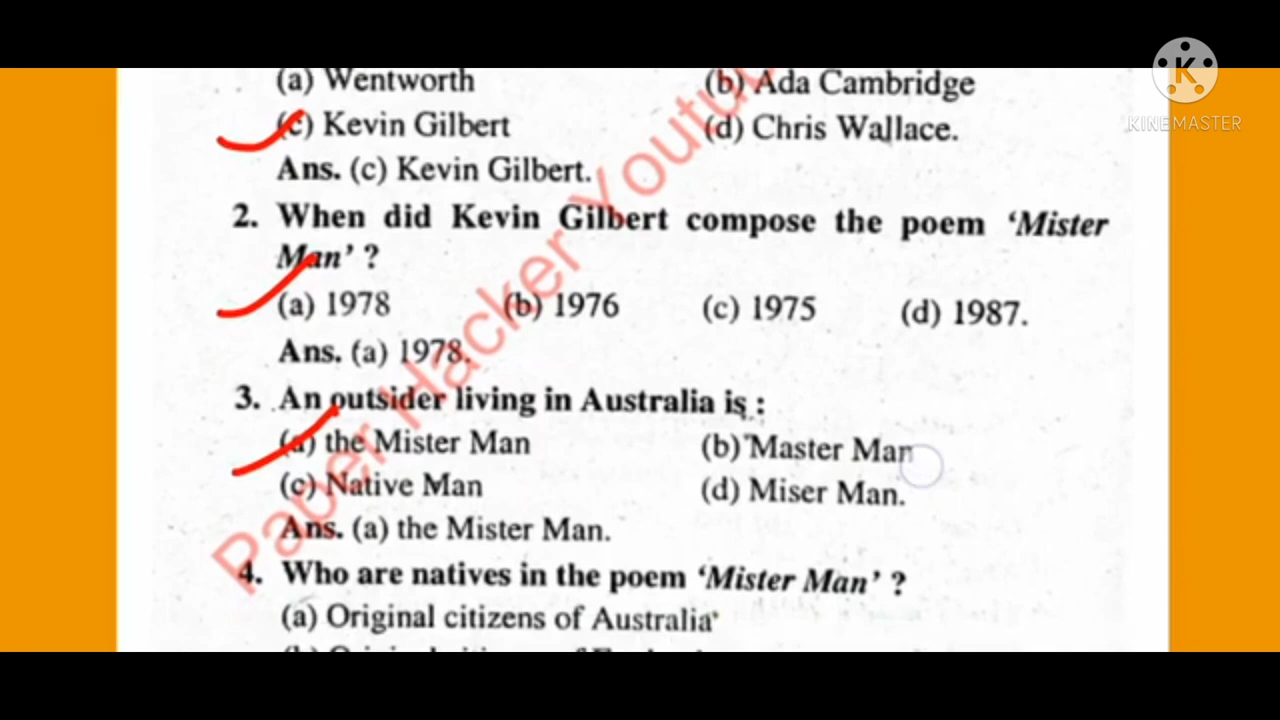 (a) Wentworth (b) Ada Cambridge
KINEMASTER
(c) Kevin Gilbert (d) Chris Wallace.
Ans. (c) Kevin Gilbert.
2. When did Kevin Gilbert compose the poem ‘Mister
Man’ ?
(a) 1978 (b) 1976 (c) 1975 (d) 1987.
Ans. (a) 1978.
3. An outsider living in Australia is :
(a) the Mister Man (b) Master Man
(c) Native Man (d) Miser Man.
Ans. (a) the Mister Man.
4. Who are natives in the poem ‘Mister Man’ ?
(a) Original citizens of Australia
Paper Hacker